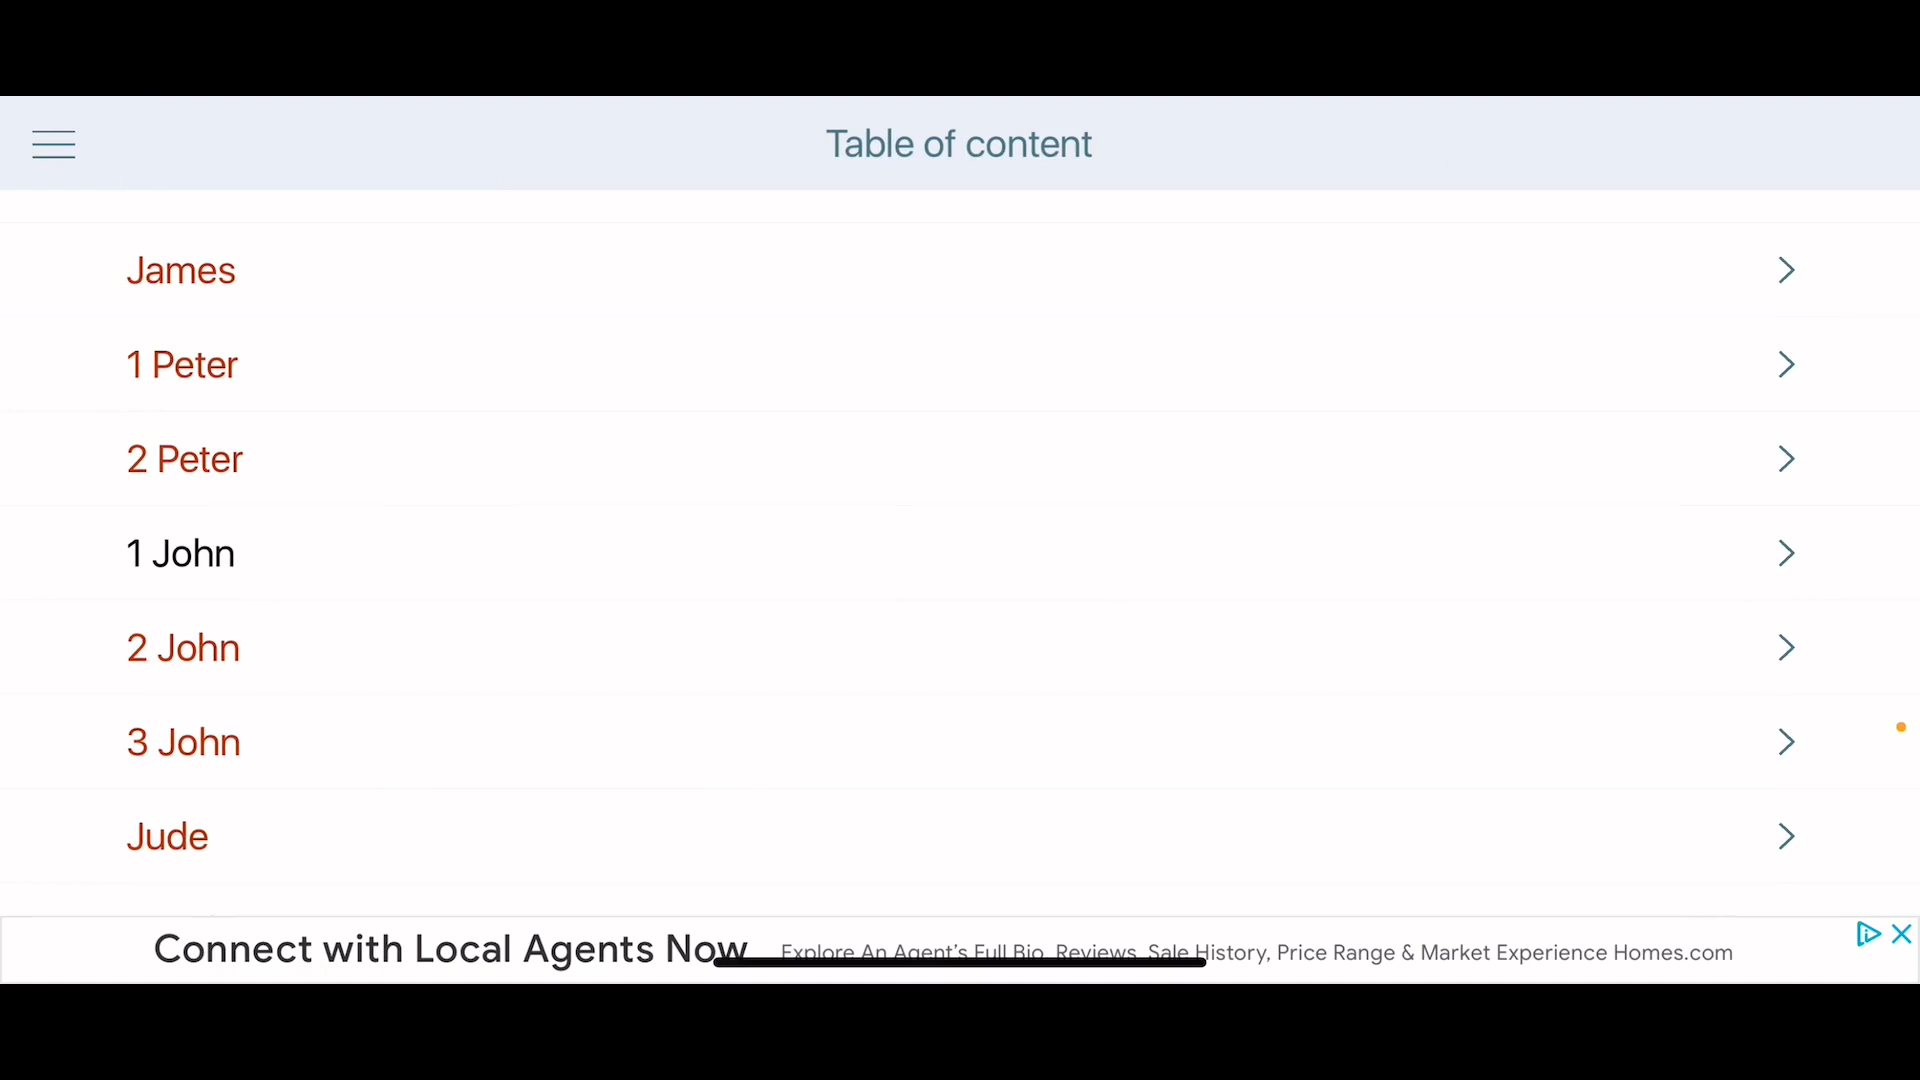 Table of content
James
1 Peter
2 Peter
1 John
2 John
3 John
Jude
Connect with Local Agents Now
Explore An Agent's Full Bio, Reviews, Sale History, Price Range & Market Experience Homes.com